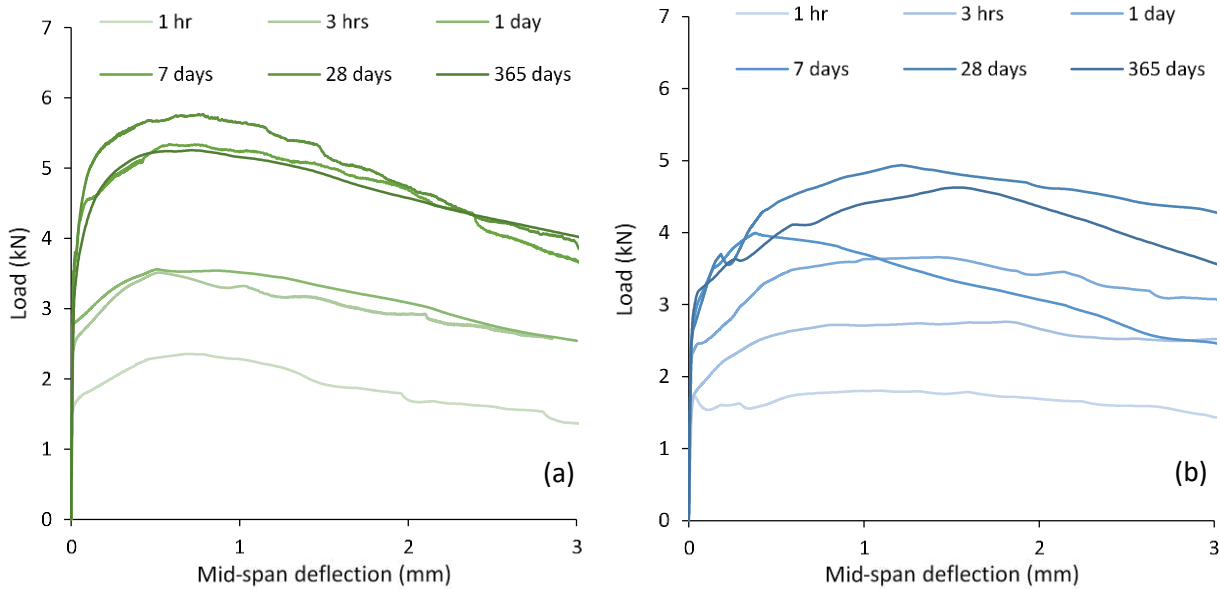 1 hr 3 hrs 1 day
7 days 28 days 365 days
7
6
5
4
3
2
1
0
Load (kN)
0 1 2 3
Mid-span deflection (mm)
(a)
1 hr 3 hrs 1 day
7 days 28 days 365 days
7
6
5
4
3
2
1
0
Load (kN)
0 1 2 3
Mid-span deflection (mm)
(b)